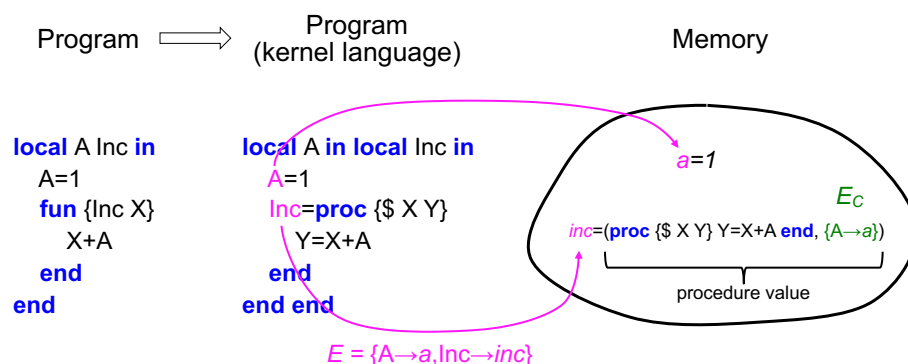 Program
Program
(kernel language)
Memory
local A Inc in
A=1
fun {Inc X}
X+A
end
end
local A in local Inc in
A=1
Inc=proc {$ X Y}
Y=X+A
end
end end
E = {A→a,Inc→inc}
a=1
E_C
inc=(proc {$ X Y} Y=X+A end, {A→a})
procedure value